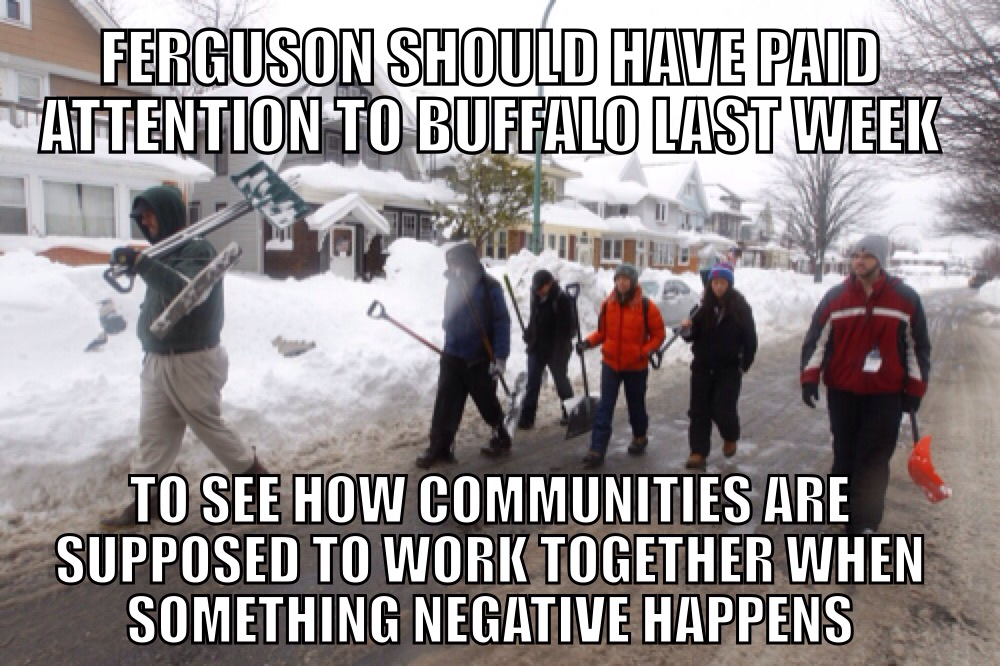 FERGUSON SHOULD HAVE PAID
ATTENTION TO BUFFALO LAST WEEK
TO SEE HOW COMMUNITIES ARE
SUPPOSED TO WORK TOGETHER WHEN
SOMETHING NEGATIVE HAPPENS